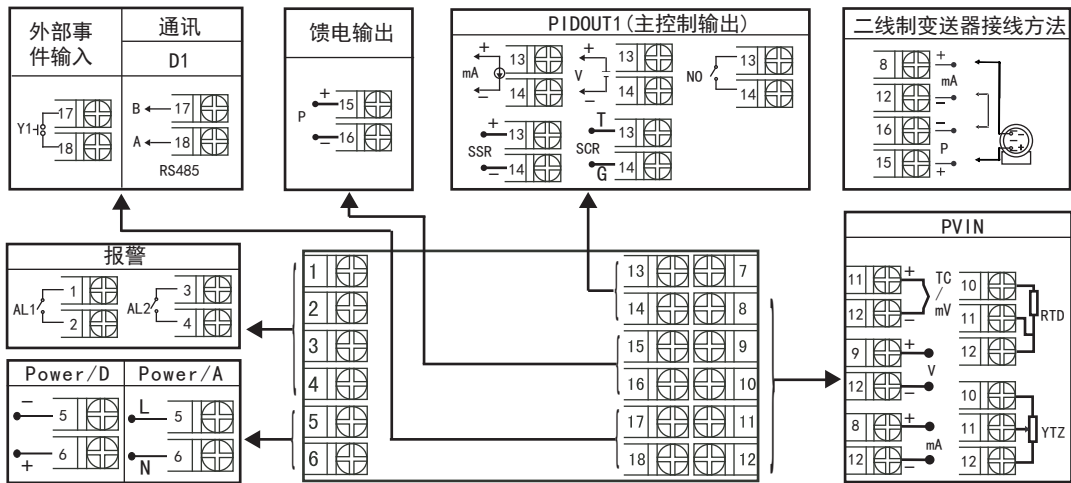 外部事
件输入
通讯
D1
17
18
Y1
B
17
A
18
RS485
馈电输出
P
+
15
-
16
PIDOUT1(主控制输出)
+
mA
-
13
14
+
V
-
13
14
NO
13
14
+
SSR
-
13
14
T
SCR
G
13
14
二线制变送器接线方法
8
+
mA
12
-
16
-
P
15
+
报警
AL1
1
2
AL2
3
4
Power/D
Power/A
-
5
+
6
L
5
N
6
1
2
3
4
5
6
13
7
14
8
15
9
16
10
17
11
18
12
PVIN
11
+
TC
/
mV
12
-
9
+
V
12
-
8
+
mA
12
-
10
11
RTD
12
10
11
YTZ
12